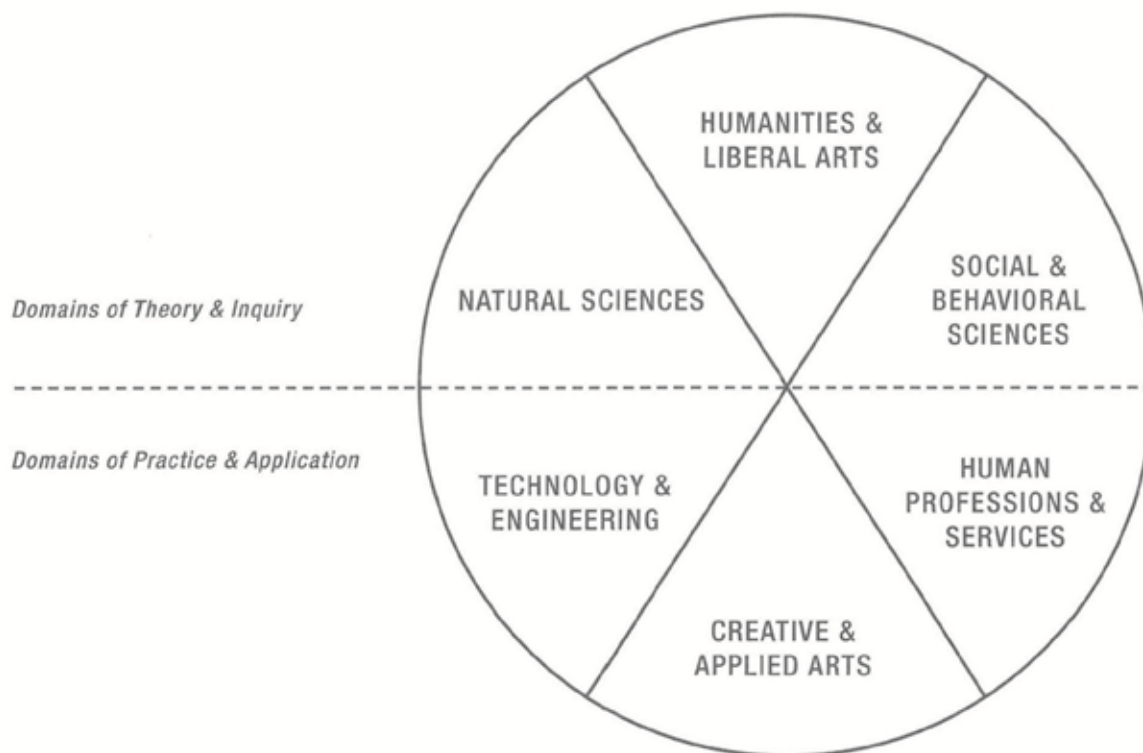 HUMANITIES &
LIBERAL ARTS
SOCIAL &
BEHAVIORAL
SCIENCES
NATURAL SCIENCES
Domains of Theory & Inquiry
Domains of Practice & Application
TECHNOLOGY &
ENGINEERING
HUMAN
PROFESSIONS &
SERVICES
CREATIVE &
APPLIED ARTS